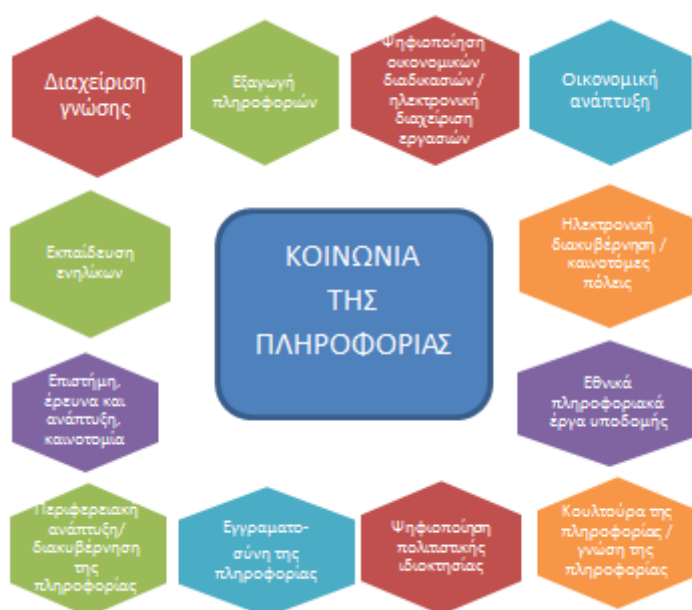 Διαχείριση
γνώσης
Εξαγωγή
πληροφοριών
Ψηφιοποίηση
οικονομικών
διαδικασιών /
ηλεκτρονική
διαχείριση
εργασιών
Οικονομική
ανάπτυξη
Εκπαίδευση
ενηλίκων
ΚΟΙΝΩΝΙΑ
ΤΗΣ
ΠΛΗΡΟΦΟΡΙΑΣ
Ηλεκτρονική
διακυβέρνηση /
καινοτόμες
πόλεις
Επιστήμη,
έρευνα και
ανάπτυξη,
καινοτομία
Εθνικά
πληροφοριακά
έργα υποδομής
Περιφερειακή
ανάπτυξη/
διακυβέρνηση
της
πληροφορίας
Εγγραματο-
σύνη της
πληροφορίας
Ψηφιοποίηση
πολιτιστικής
ιδιοκτησίας
Κουλτούρα της
πληροφορίας /
γνώση της
πληροφορίας